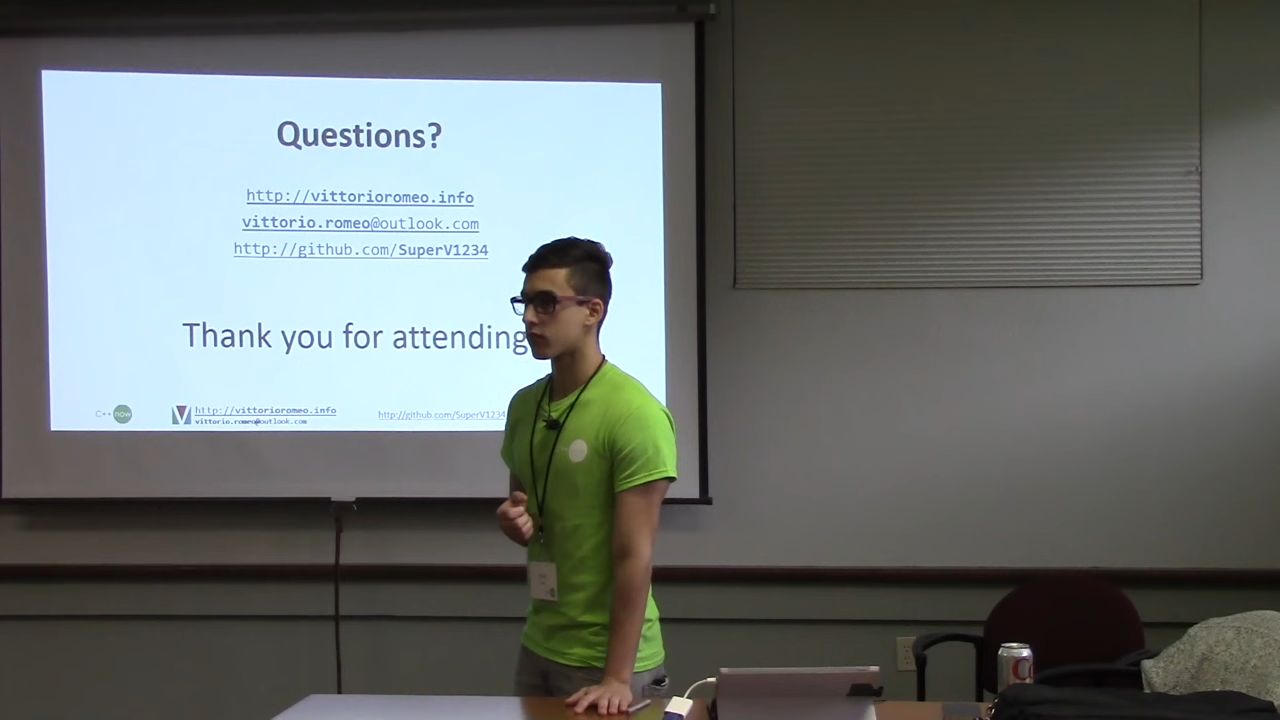 Questions?
http://vittorioromeo.info
vittorio.romeo@outlook.com
http://github.com/SuperV1234
Thank you for attending
C++ now
http://vittorioromeo.info
vittorio.romeo@outlook.com
http://github.com/SuperV1234
C